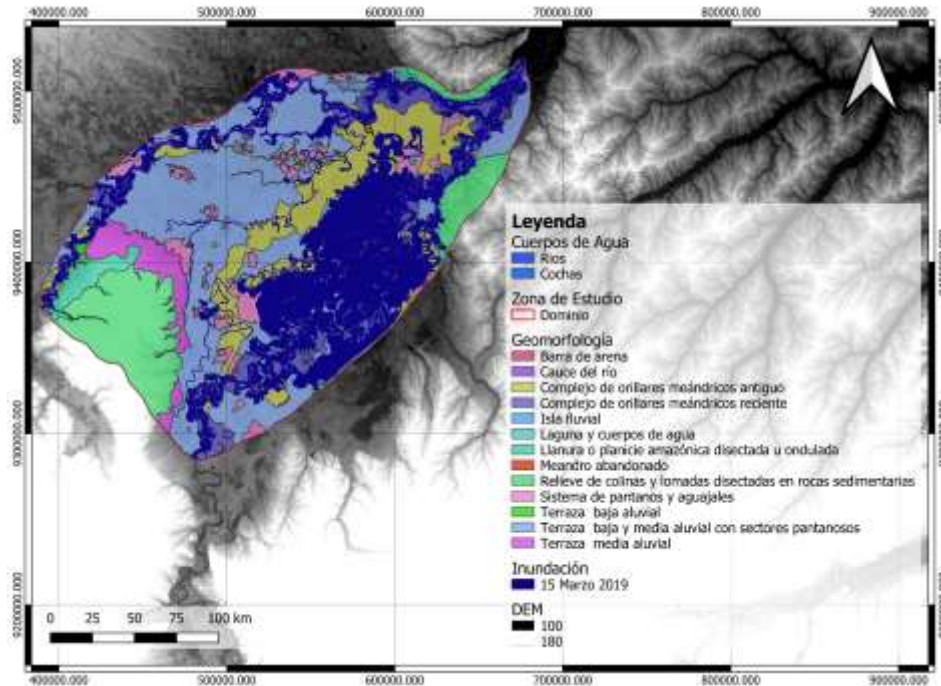 400000.000 500000.000 600000.000 700000.000 800000.000 900000.000
9500000.000
9400000.000
9300000.000
9200000.000
Leyenda
Cuerpos de Agua
Rios
Cochas
Zona de Estudio
Dominio
Geomorfología
Barra de arena
Cauce del río
Complejo de orillares meándricos antiguo
Complejo de orillares meándricos reciente
Isla fluvial
Laguna y cuerpos de agua
Llanura o planicie amazónica disectada u ondulada
Meandro abandonado
Relieve de colinas y lomadas disectadas en rocas sedimentarias
Sistema de pantanos y aguajales
Terraza baja aluvial
Terraza baja y media aluvial con sectores pantanosos
Terraza media aluvial
Inundación
15 Marzo 2019
DEM
100
180
0 25 50 75 100 km
400000.000 500000.000 600000.000 700000.000 800000.000 900000.000